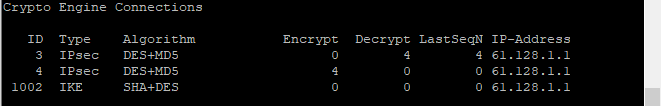 Crypto Engine Connections
ID Type Algorithm Encrypt Decrypt LastSeqN IP-Address
3 IPsec DES+MD5 0 4 4 61.128.1.1
4 IPsec DES+MD5 4 0 0 61.128.1.1
1002 IKE SHA+DES 0 0 0 61.128.1.1